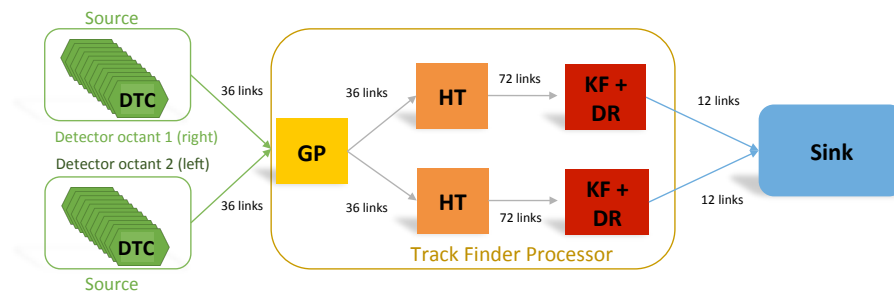 Source
DTC
36 links
Detector octant 1 (right)
Detector octant 2 (left)
36 links
DTC
Source
GP
36 links
36 links
HT
HT
72 links
72 links
KF +
DR
KF +
DR
Track Finder Processor
12 links
12 links
Sink